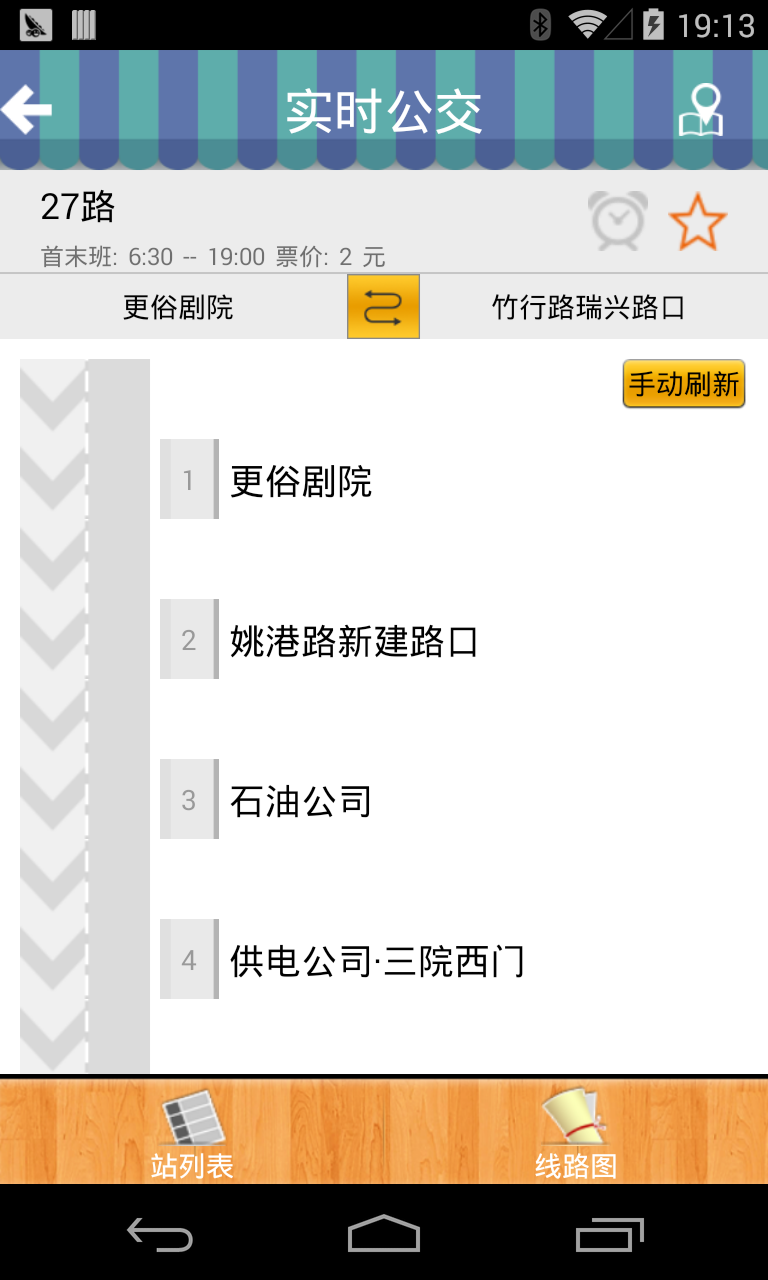 19:13
实时公交
27路
首末班: 6:30 -- 19:00 票价: 2 元
更俗剧院
竹行路瑞兴路口
手动刷新
1 更俗剧院
2 姚港路新建路口
3 石油公司
4 供电公司·三院西门
站列表
线路图